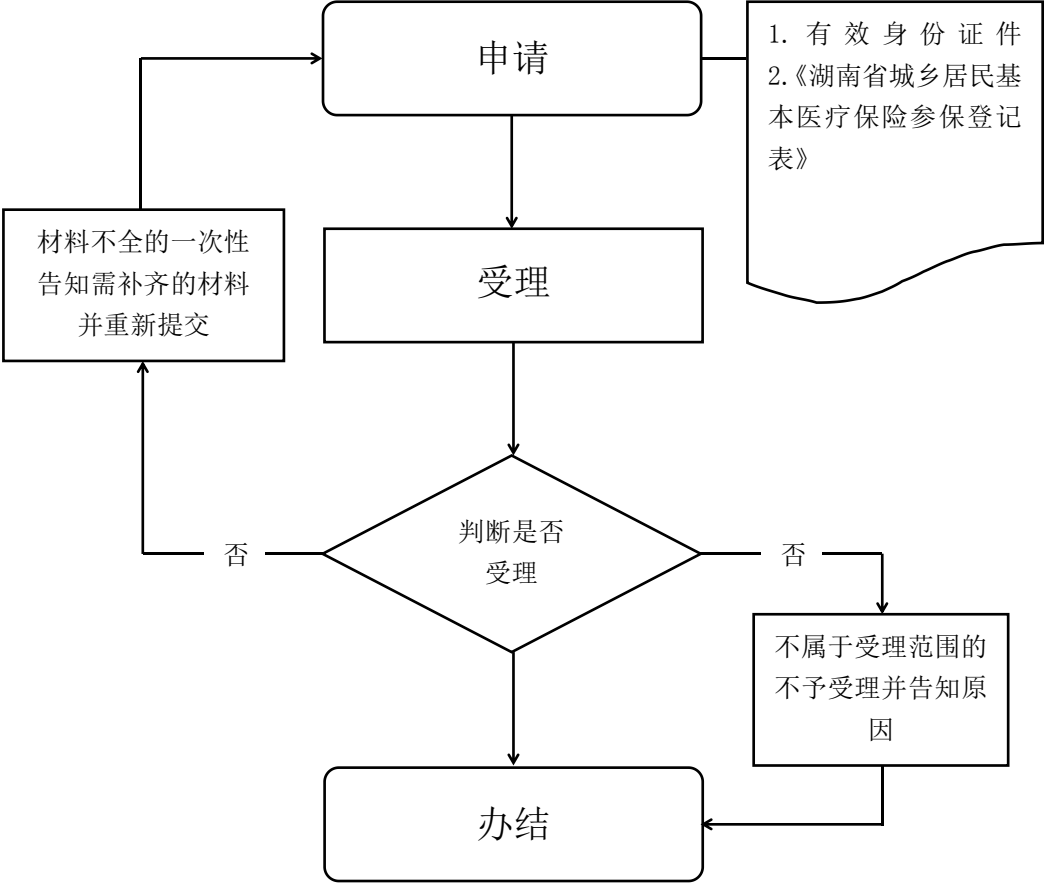 申请
1. 有效身份证件
2.《湖南省城乡居民基
本医疗保险参保登记
表》
材料不全的一次性
告知需补齐的材料
并重新提交
受理
判断是否
受理
否
否
不属于受理范围的
不予受理并告知原
因
办结